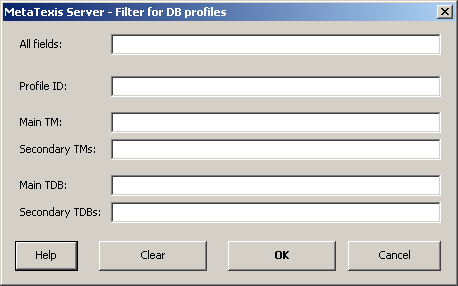 MetaTexis Server - Filter for DB profiles
All fields:
Profile ID:
Main TM:
Secondary TMs:
Main TDB:
Secondary TDBs:
Help Clear OK Cancel